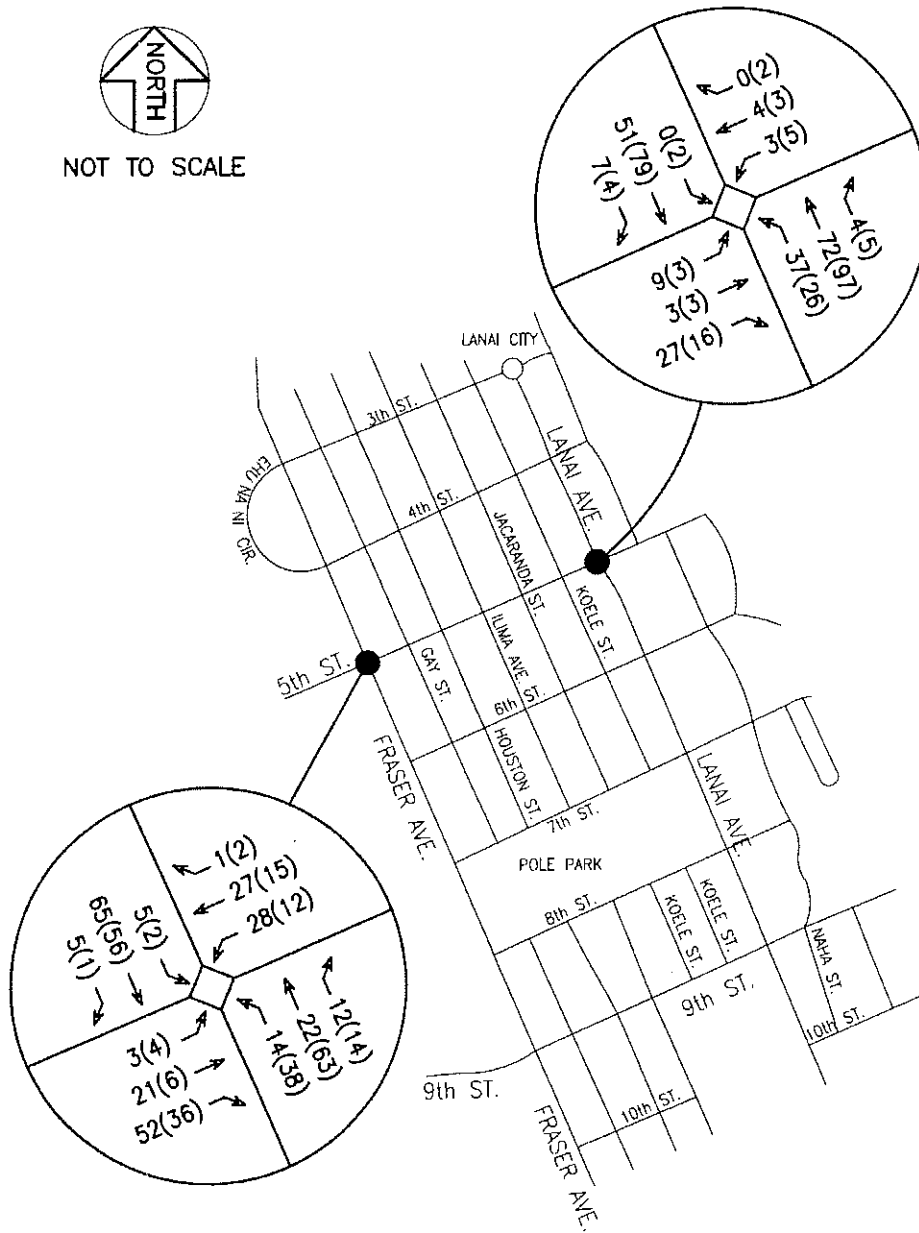 NORTH
NOT TO SCALE
0(2)
4(3)
3(5)
0(2)
51(79)
7(4)
4(5)
72(97)
37(26)
9(3)
3(3)
27(16)
LANAI CITY
3th ST.
LANAI AVE.
EHU NA NI CIR.
4th ST.
JACARANDA ST.
KOELE ST.
5th ST.
GAY ST.
ILIMA AVE.
6th ST.
HOUSTON ST.
FRASER AVE.
7th ST.
LANAI AVE.
POLE PARK
8th ST.
KOELE ST.
KOELE ST.
NAHA ST.
9th ST.
10th ST.
9th ST.
10th ST.
FRASER AVE.
1(2)
27(15)
28(12)
5(2)
65(56)
5(1)
12(14)
22(63)
14(38)
3(4)
21(6)
52(36)